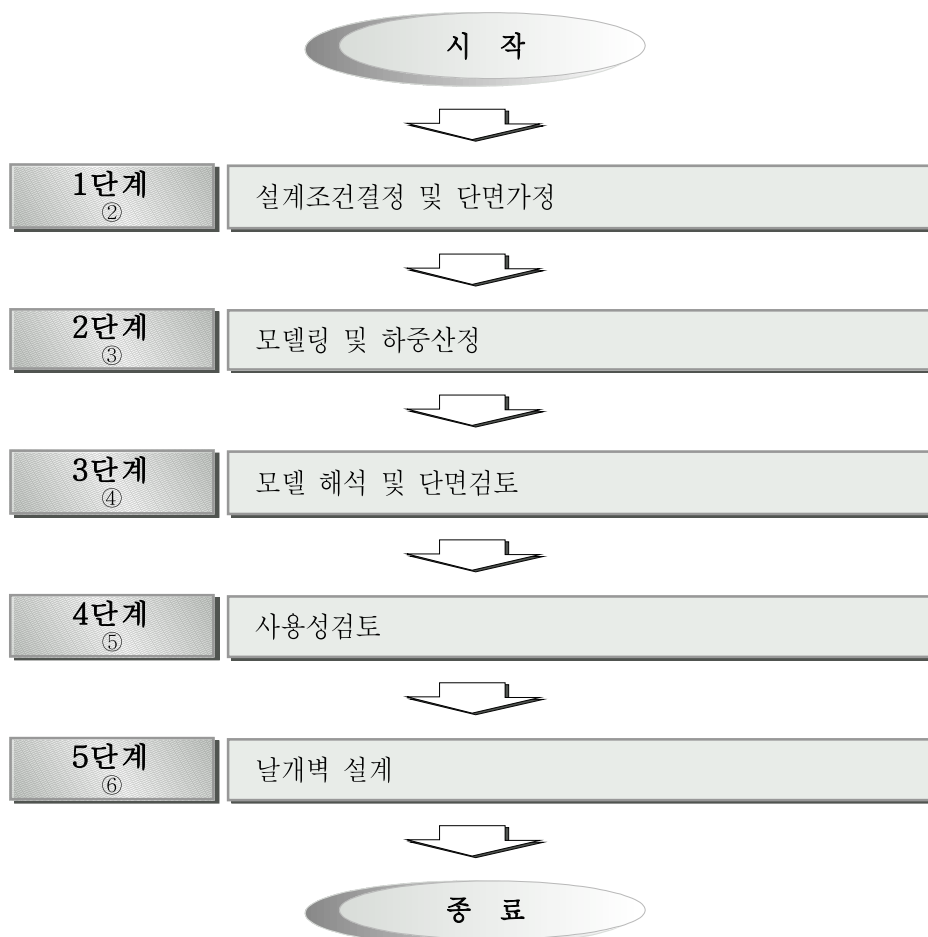 시 작
1단계
②
설계조건결정 및 단면가정
2단계
③
모델링 및 하중산정
3단계
④
모델 해석 및 단면검토
4단계
⑤
사용성검토
5단계
⑥
날개벽 설계
종 료